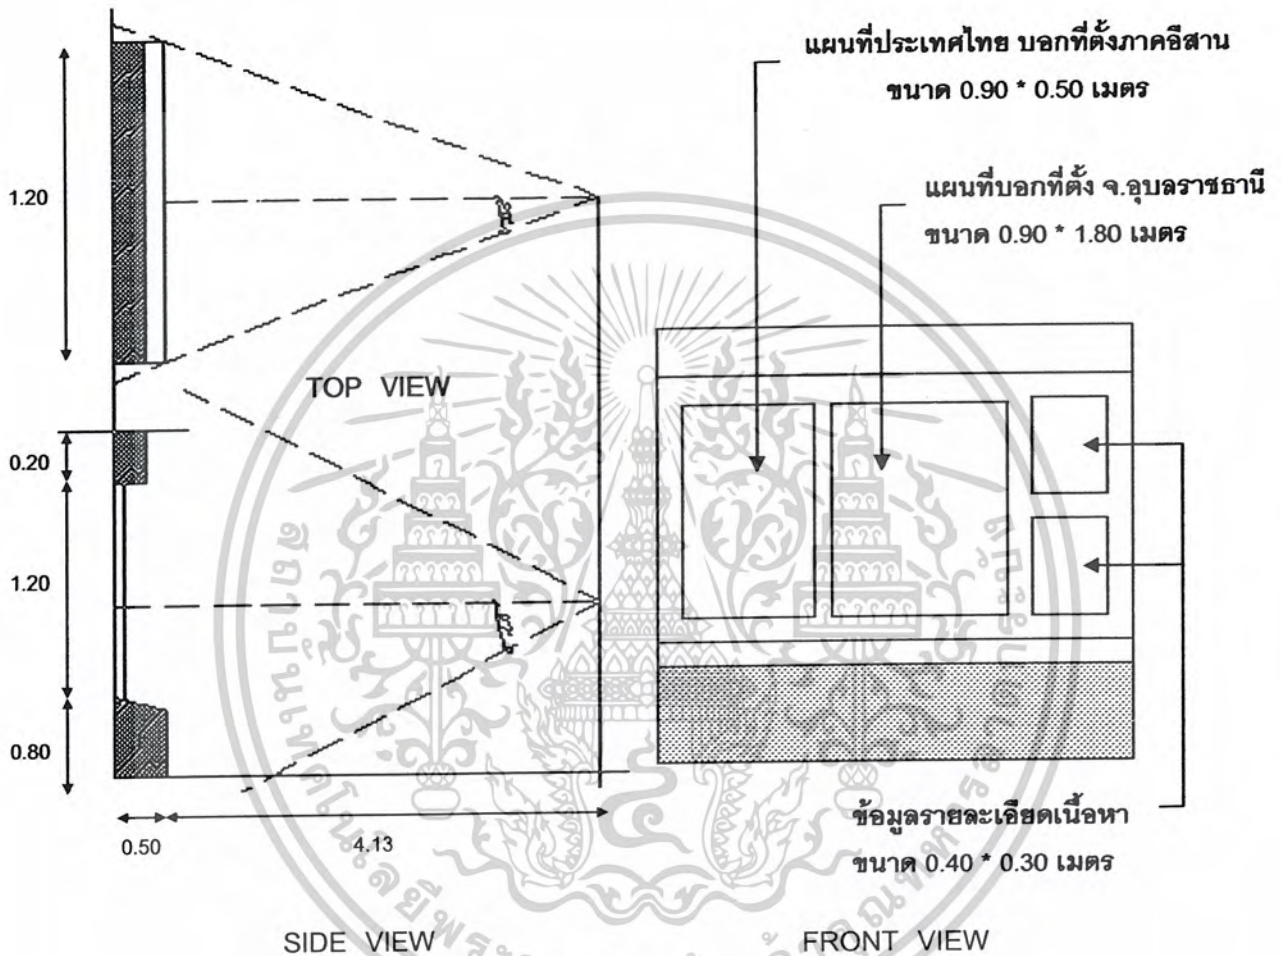 แผนที่ประเทศไทย บอกที่ตั้งภาคอีสาน
ขนาด 0.90 * 0.50 เมตร
แผนที่บอกที่ตั้ง จ.อุบลราชธานี
ขนาด 0.90 * 1.80 เมตร
1.20
TOP VIEW
0.20
1.20
0.80
0.50
4.13
ข้อมูลรายละเอียดเนื้อหา
ขนาด 0.40 * 0.30 เมตร
SIDE VIEW
FRONT VIEW